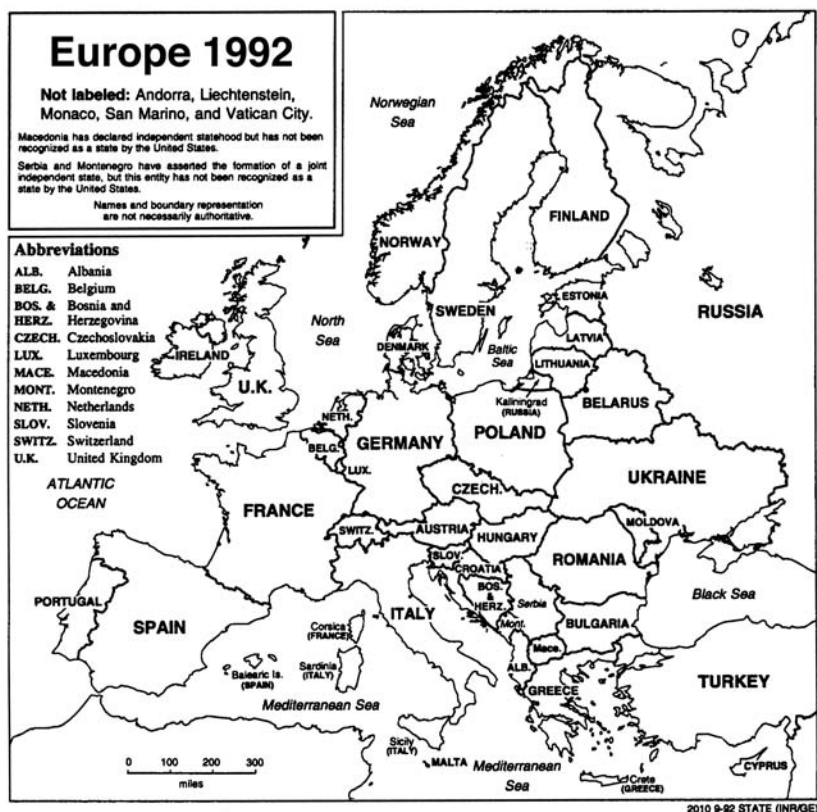 Europe 1992
Not labeled: Andorra, Liechtenstein,
Monaco, San Marino, and Vatican City.
Macedonia has declared independent statehood but has not been
recognized as a state by the United States.
Serbia and Montenegro have asserted the formation of a joint
independent state, but this entity has not been recognized as a
state by the United States.
Names and boundary representation
are not necessarily authoritative.
Abbreviations
ALB. Albania
BELG. Belgium
BOS. & Bosnia and
HERZ. Herzegovina
CZECH. Czechoslovakia
LUX. Luxembourg
MACE. Macedonia
MONT. Montenegro
NETH. Netherlands
SLOV. Slovenia
SWITZ. Switzerland
U.K. United Kingdom
Norwegian
Sea
FINLAND
NORWAY
SWEDEN
ESTONIA
RUSSIA
North
Sea
LATVIA
DENMARK
Baltic
Sea
IRELAND
LITHUANIA
U.K.
Kaliningrad
(RUSSIA)
BELARUS
NETH.
POLAND
GERMANY
BELG.
LUX.
UKRAINE
ATLANTIC
OCEAN
CZECH.
FRANCE
MOLDOVA
SWITZ.
AUSTRIA
HUNGARY
SLOV.
ROMANIA
CROATIA
BOS.
&
HERZ.
Serbia
Black Sea
PORTUGAL
SPAIN
ITALY
Mont.
BULGARIA
Corsica
(FRANCE)
Mace.
Balearic Is.
(SPAIN)
Sardinia
(ITALY)
ALB.
TURKEY
GREECE
Mediterranean Sea
Sicily
(ITALY)
MALTA
Mediterranean
Sea
CYPRUS
Crete
(GREECE)
0 100 200 300
miles
2010 9-92 STATE (INR/GE)